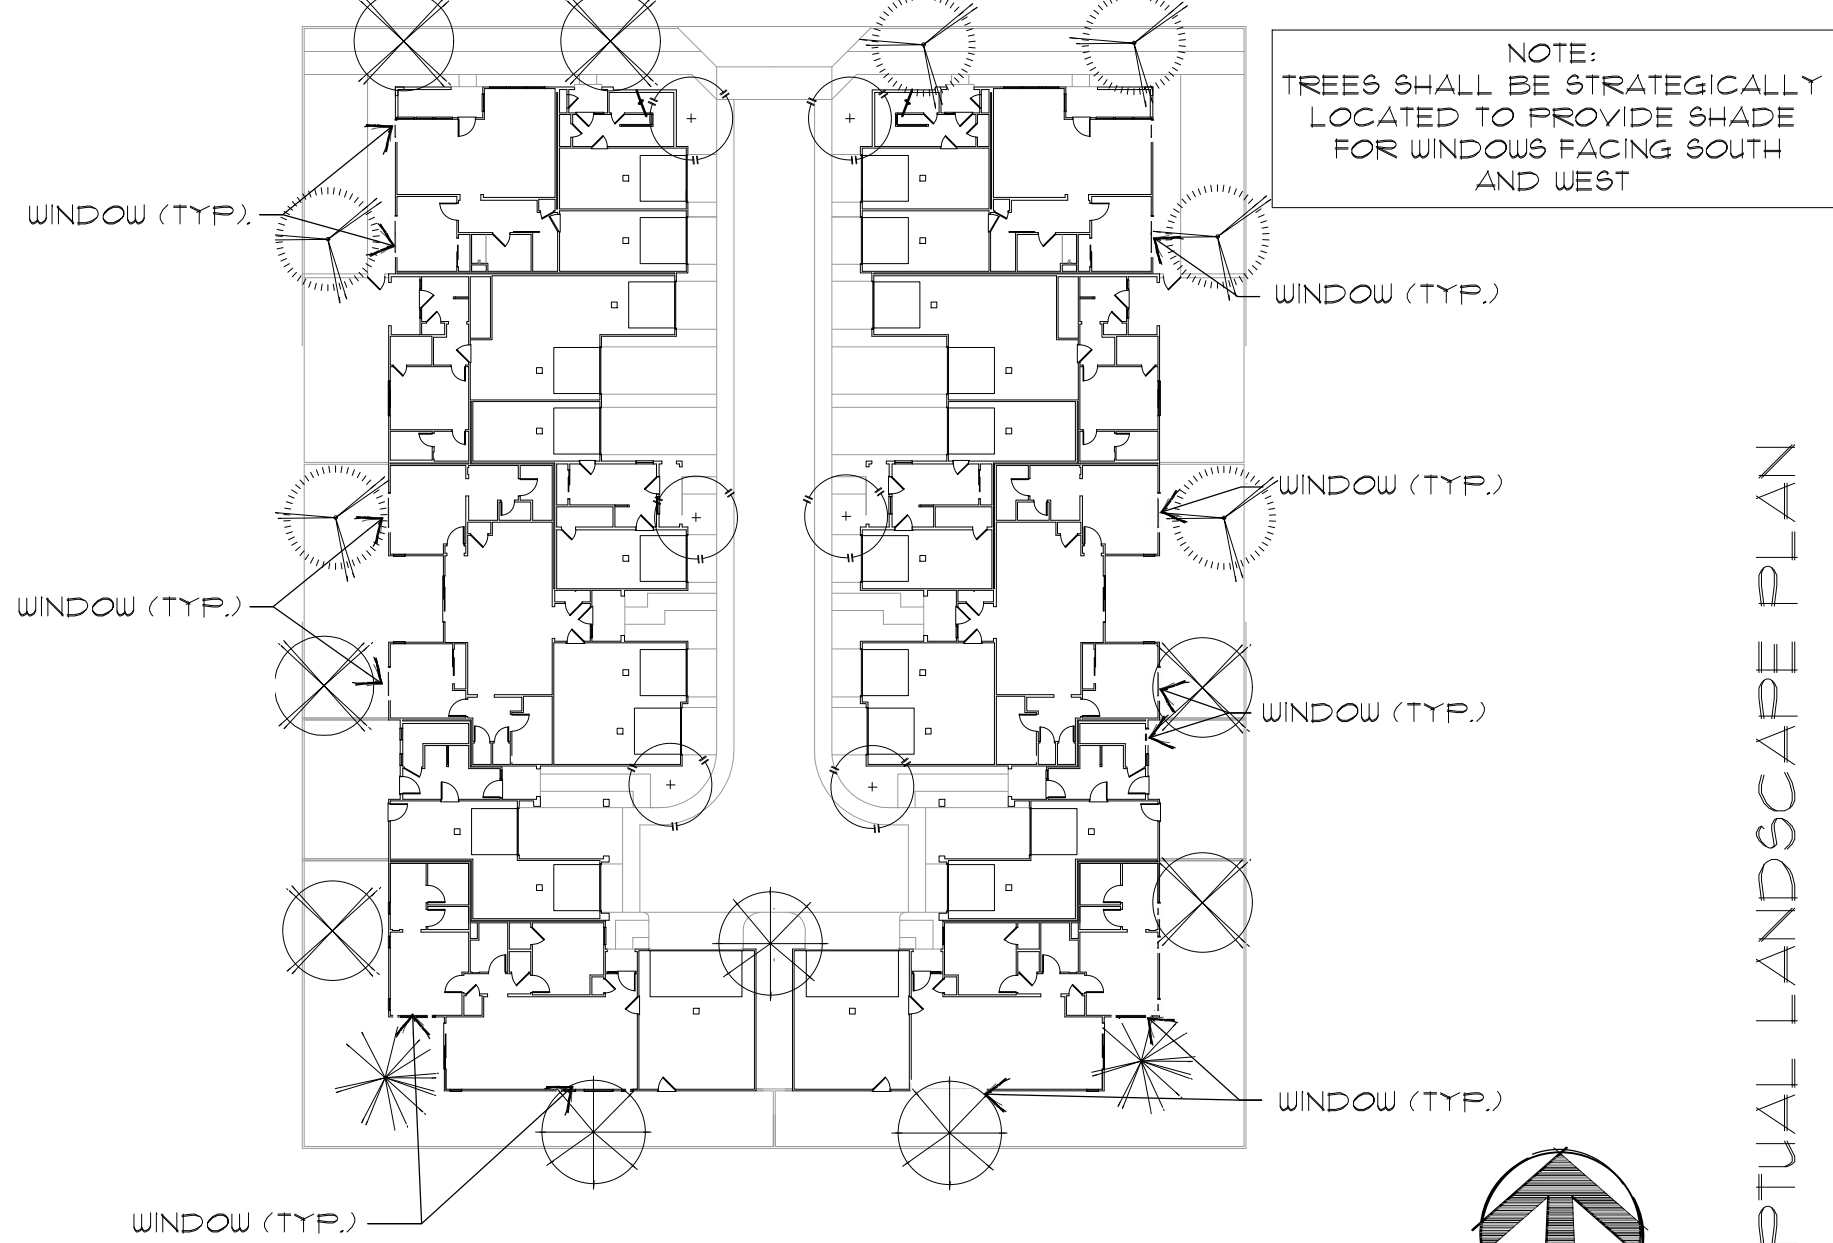 NOTE:
TREES SHALL BE STRATEGICALLY
LOCATED TO PROVIDE SHADE
FOR WINDOWS FACING SOUTH
AND WEST
WINDOW (TYP).
WINDOW (TYP.)
WINDOW (TYP.)
WINDOW (TYP.)
WINDOW (TYP.)
WINDOW (TYP.)
WINDOW (TYP.)
PTUAL LANDSCAPE PLAN